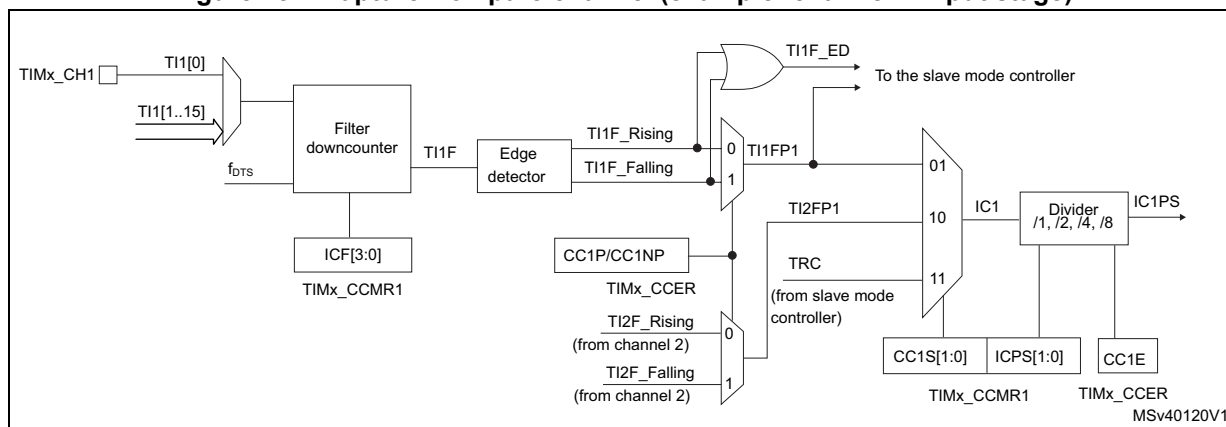 TI1F_ED
TIMx_CH1
TI1[0]
To the slave mode controller
TI1[1..15]
Filter
downcounter
TI1F
Edge
detector
TI1F_Rising
TI1F_Falling
0
1
TI1FP1
01
fDTS
TI2FP1
10
IC1
Divider
/1, /2, /4, /8
IC1PS
ICF[3:0]
TIMx_CCMR1
CC1P/CC1NP
TIMx_CCER
TRC
11
(from slave mode
controller)
TI2F_Rising
(from channel 2)
0
TI2F_Falling
(from channel 2)
1
CC1S[1:0]
ICPS[1:0]
CC1E
TIMx_CCMR1
TIMx_CCER
MSv40120V1